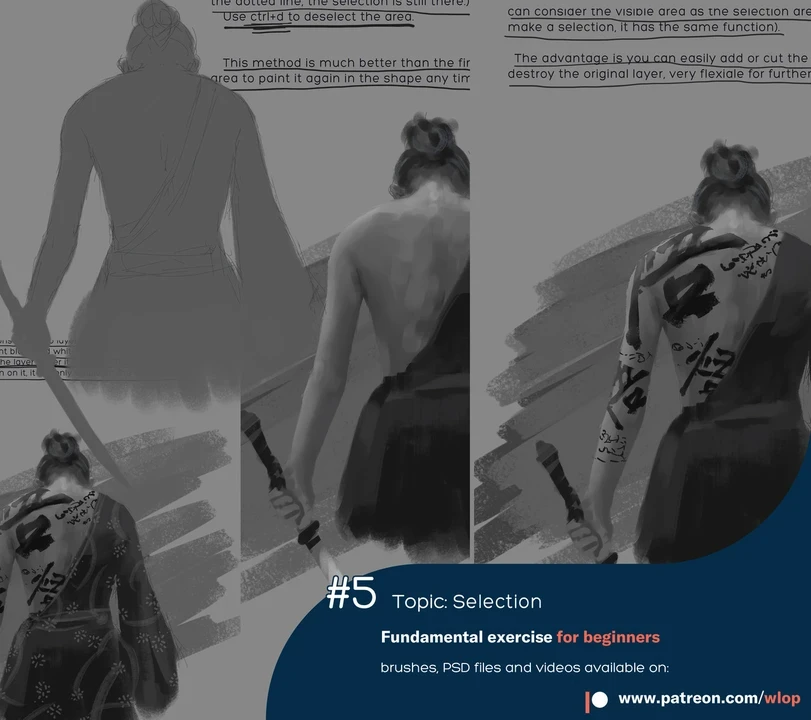 the dotted line, the selection is still there.)
Use ctrl+d to deselect the area.
This method is much better than the fir
area to paint it again in the shape any tim
can consider the visible area as the selection are
make a selection, it has the same function).
The advantage is you can easily add or cut the
destroy the original layer, very flexiale for further
#5 Topic: Selection
Fundamental exercise for beginners
brushes, PSD files and videos available on:
www.patreon.com/wlop